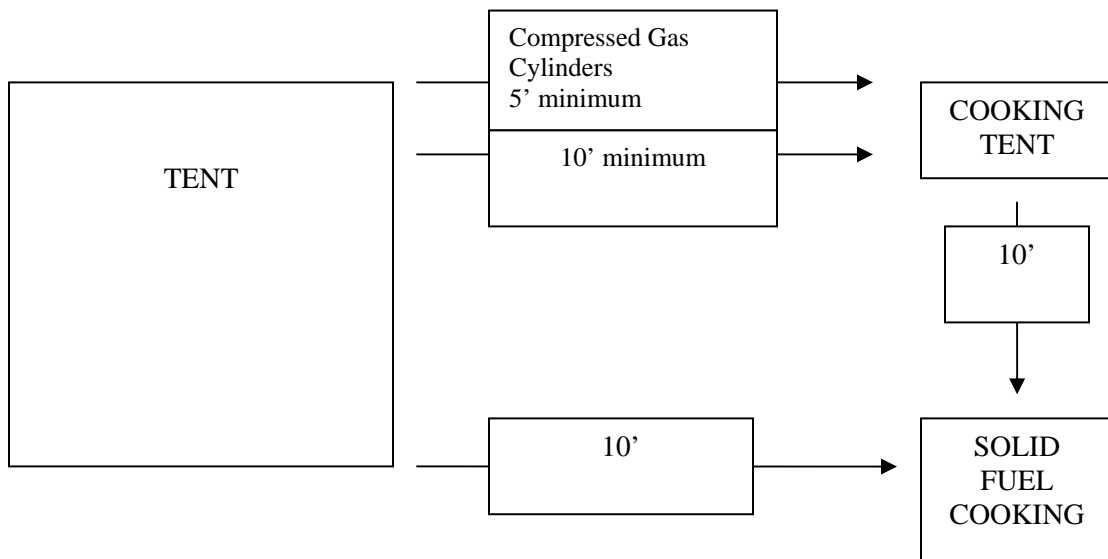 Compressed Gas
Cylinders
5’ minimum
COOKING
TENT
10’ minimum
TENT
10’
10’
SOLID
FUEL
COOKING